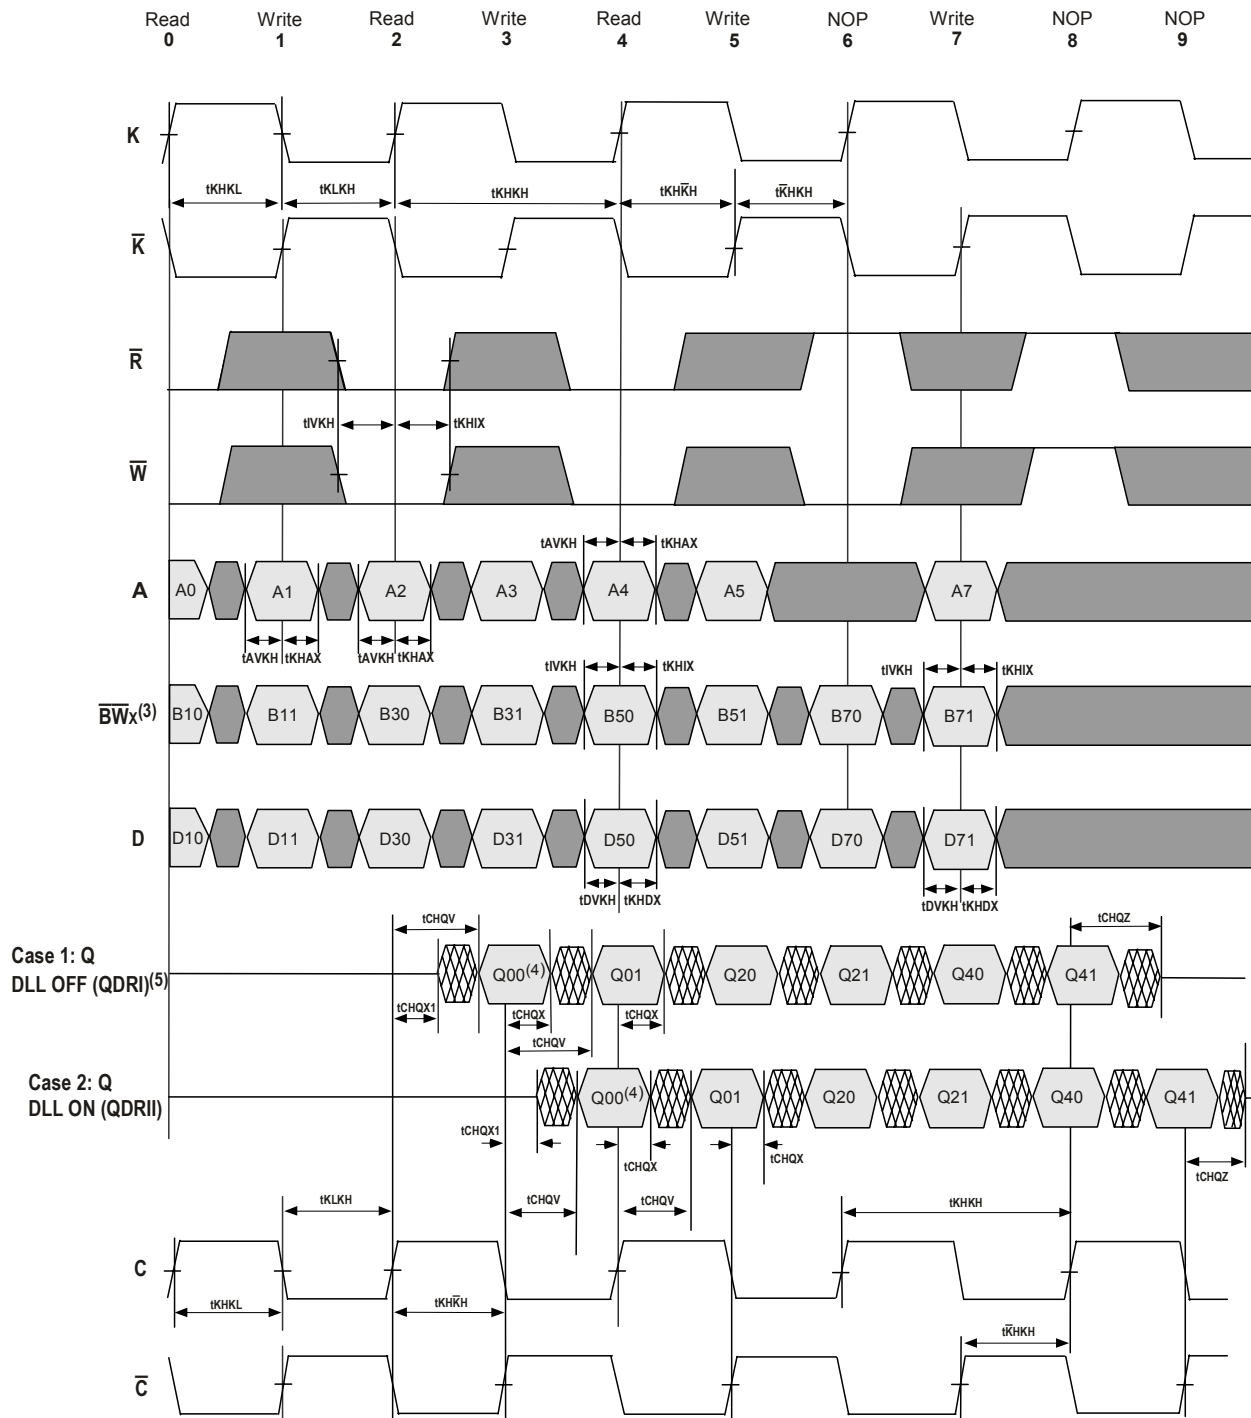 Read Write Read Write Read Write NOP Write NOP NOP
0 1 2 3 4 5 6 7 8 9
K
tKHKL tKLKH tKHKH tKHK̅H tK̅HKH
K̅
R̅
tIVKH tKHIX
W̅
tAVKH tKHAX
A A0 A1 A2 A3 A4 A5 A7
tAVKH tKHAX tAVKH tKHAX
tIVKH tKHIX tIVKH tKHIX
B̅W̅x(3) B10 B11 B30 B31 B50 B51 B70 B71
D D10 D11 D30 D31 D50 D51 D70 D71
tDVKH tKHDX tDVKH tKHDX
tCHQV tCHQZ
Case 1: Q
DLL OFF (QDRI)(5) Q00(4) Q01 Q20 Q21 Q40 Q41
tCHQX1 tCHQX tCHQX
tCHQV
Case 2: Q
DLL ON (QDRII) Q00(4) Q01 Q20 Q21 Q40 Q41
tCHQX1 tCHQX tCHQX tCHQZ
tKLKH tCHQV tCHQV tKHKH
C
tKHKL tKHK̅H tK̅HKH
C̅